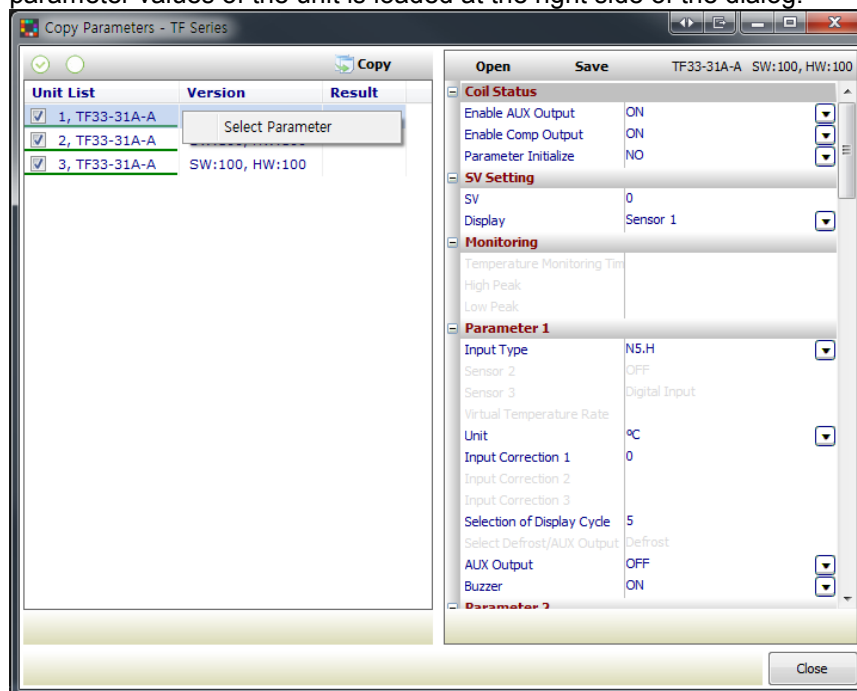 parameter values of the unit is loaded at the right side of the dialog.
Copy Parameters - TF Series
Copy
Unit List Version Result
1, TF33-31A-A
2, TF33-31A-A
3, TF33-31A-A SW:100, HW:100
Select Parameter
Open Save TF33-31A-A SW:100, HW:100
Coil Status
Enable AUX Output ON
Enable Comp Output ON
Parameter Initialize NO
SV Setting
SV 0
Display Sensor 1
Monitoring
Temperature Monitoring Tim
High Peak
Low Peak
Parameter 1
Input Type N5.H
Sensor 2 OFF
Sensor 3 Digital Input
Virtual Temperature Rate
Unit ºC
Input Correction 1 0
Input Correction 2
Input Correction 3
Selection of Display Cycle 5
Select Defrost/AUX Output Defrost
AUX Output OFF
Buzzer ON
Parameter 2
Close